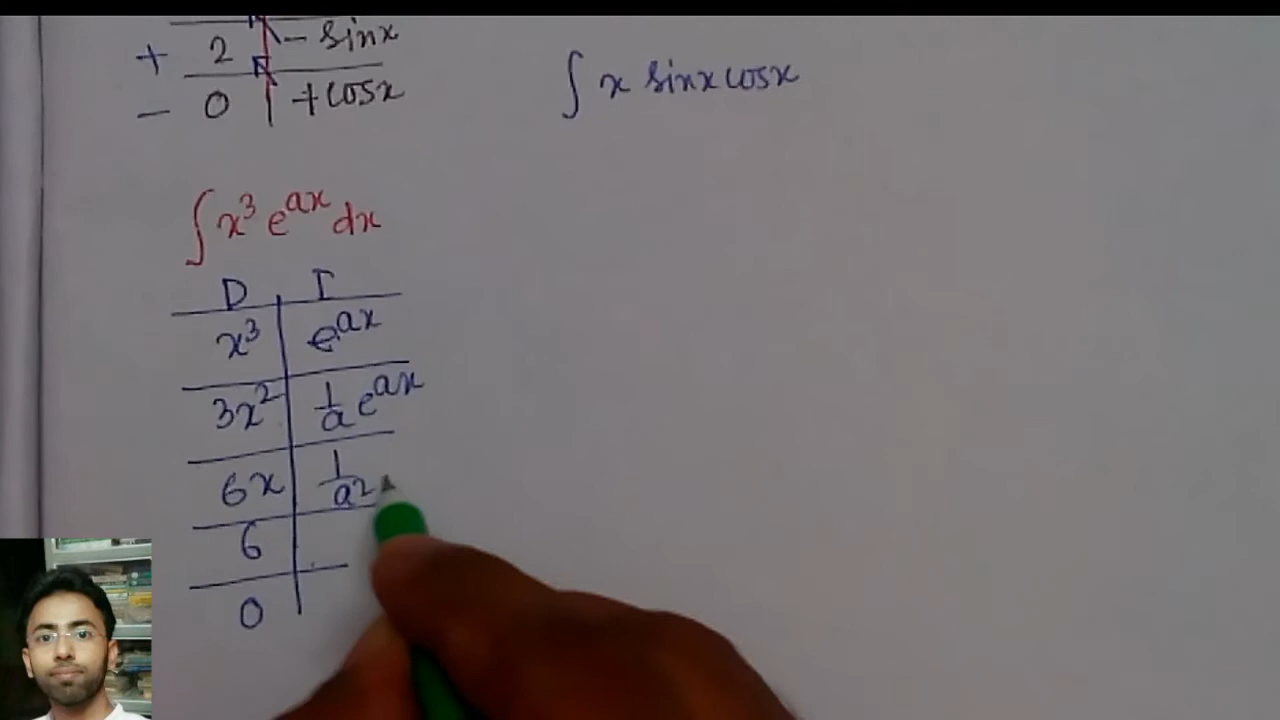 + 2 - sinx
- 0 + cosx
∫ x sinx cosx
∫ x³ e^{ax} dx
D I
x³ e^{ax}
3x² 1/a e^{ax}
6x 1/a²
6
0